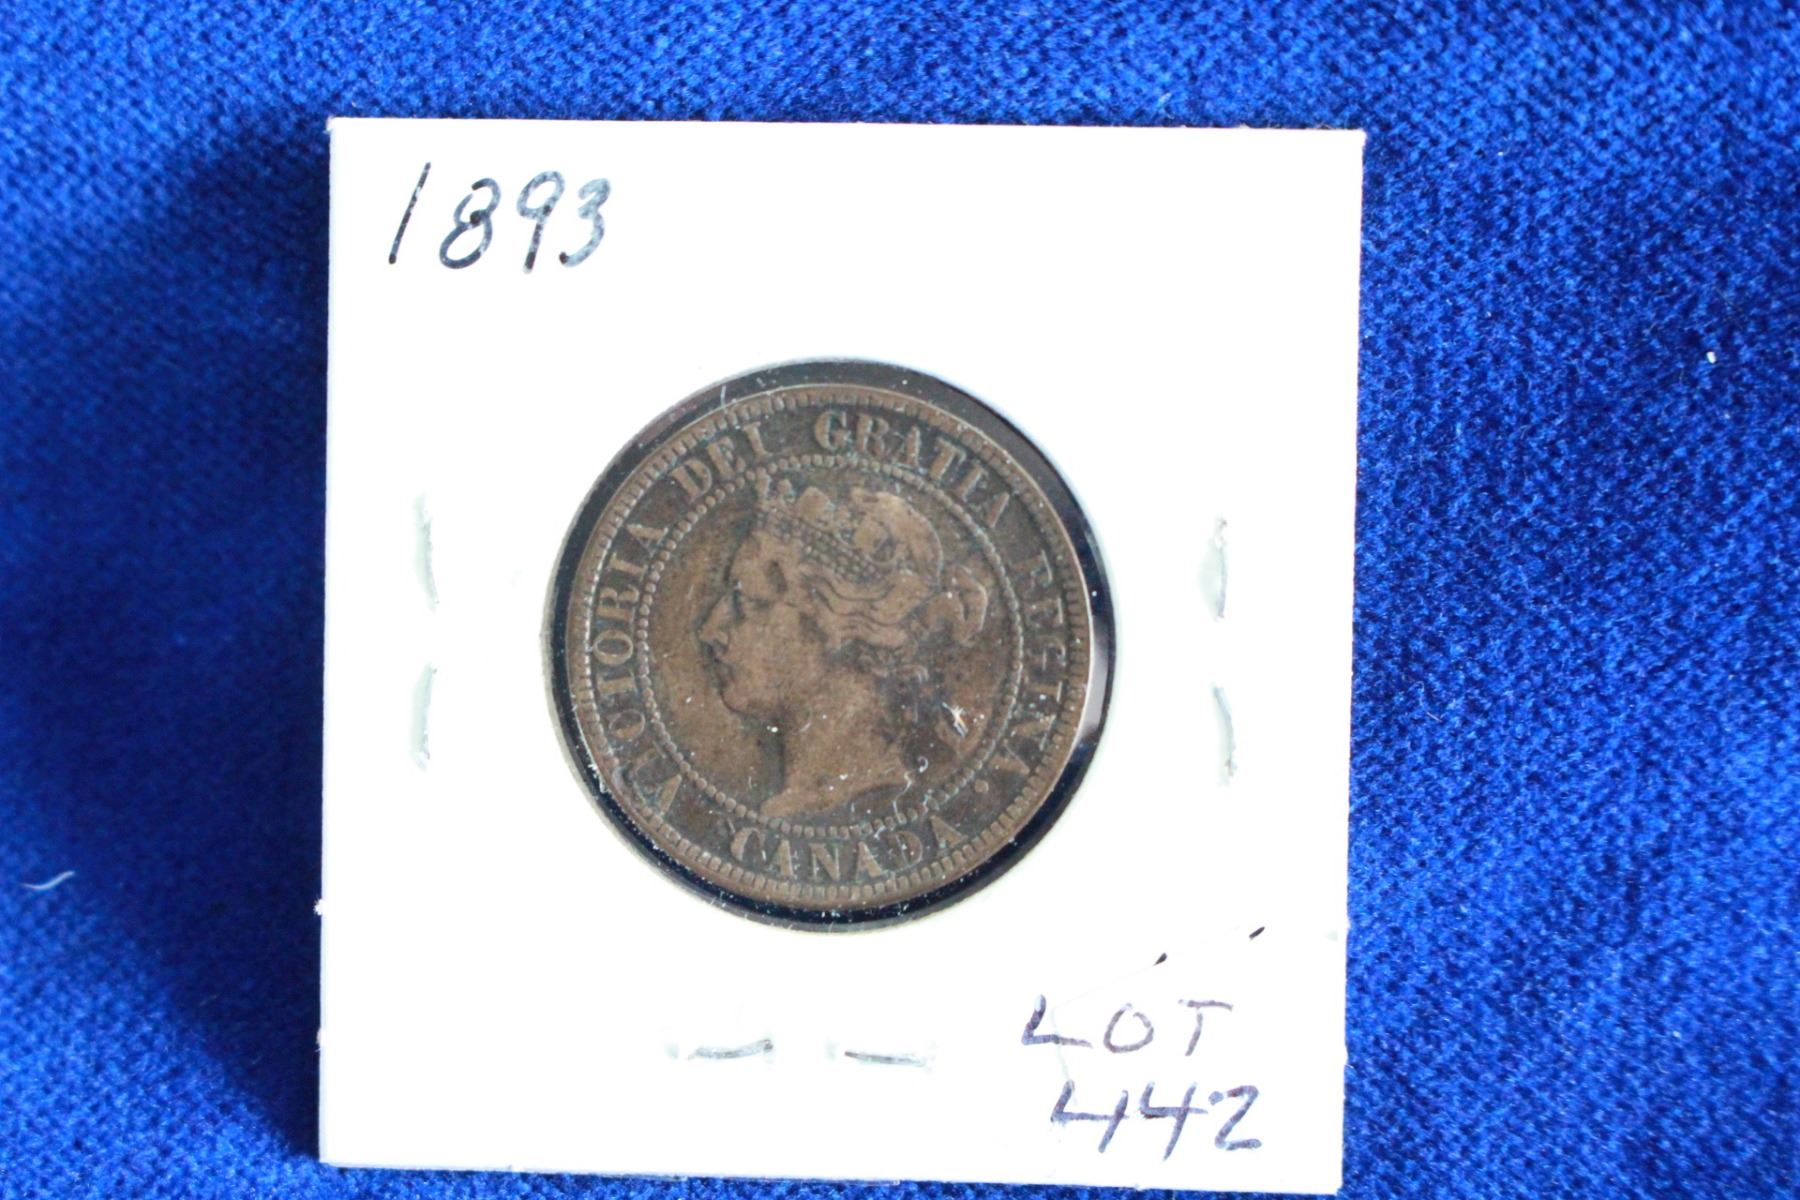 1893
VICTORIA DEI GRATIA REGINA.
CANADA
LOT
442